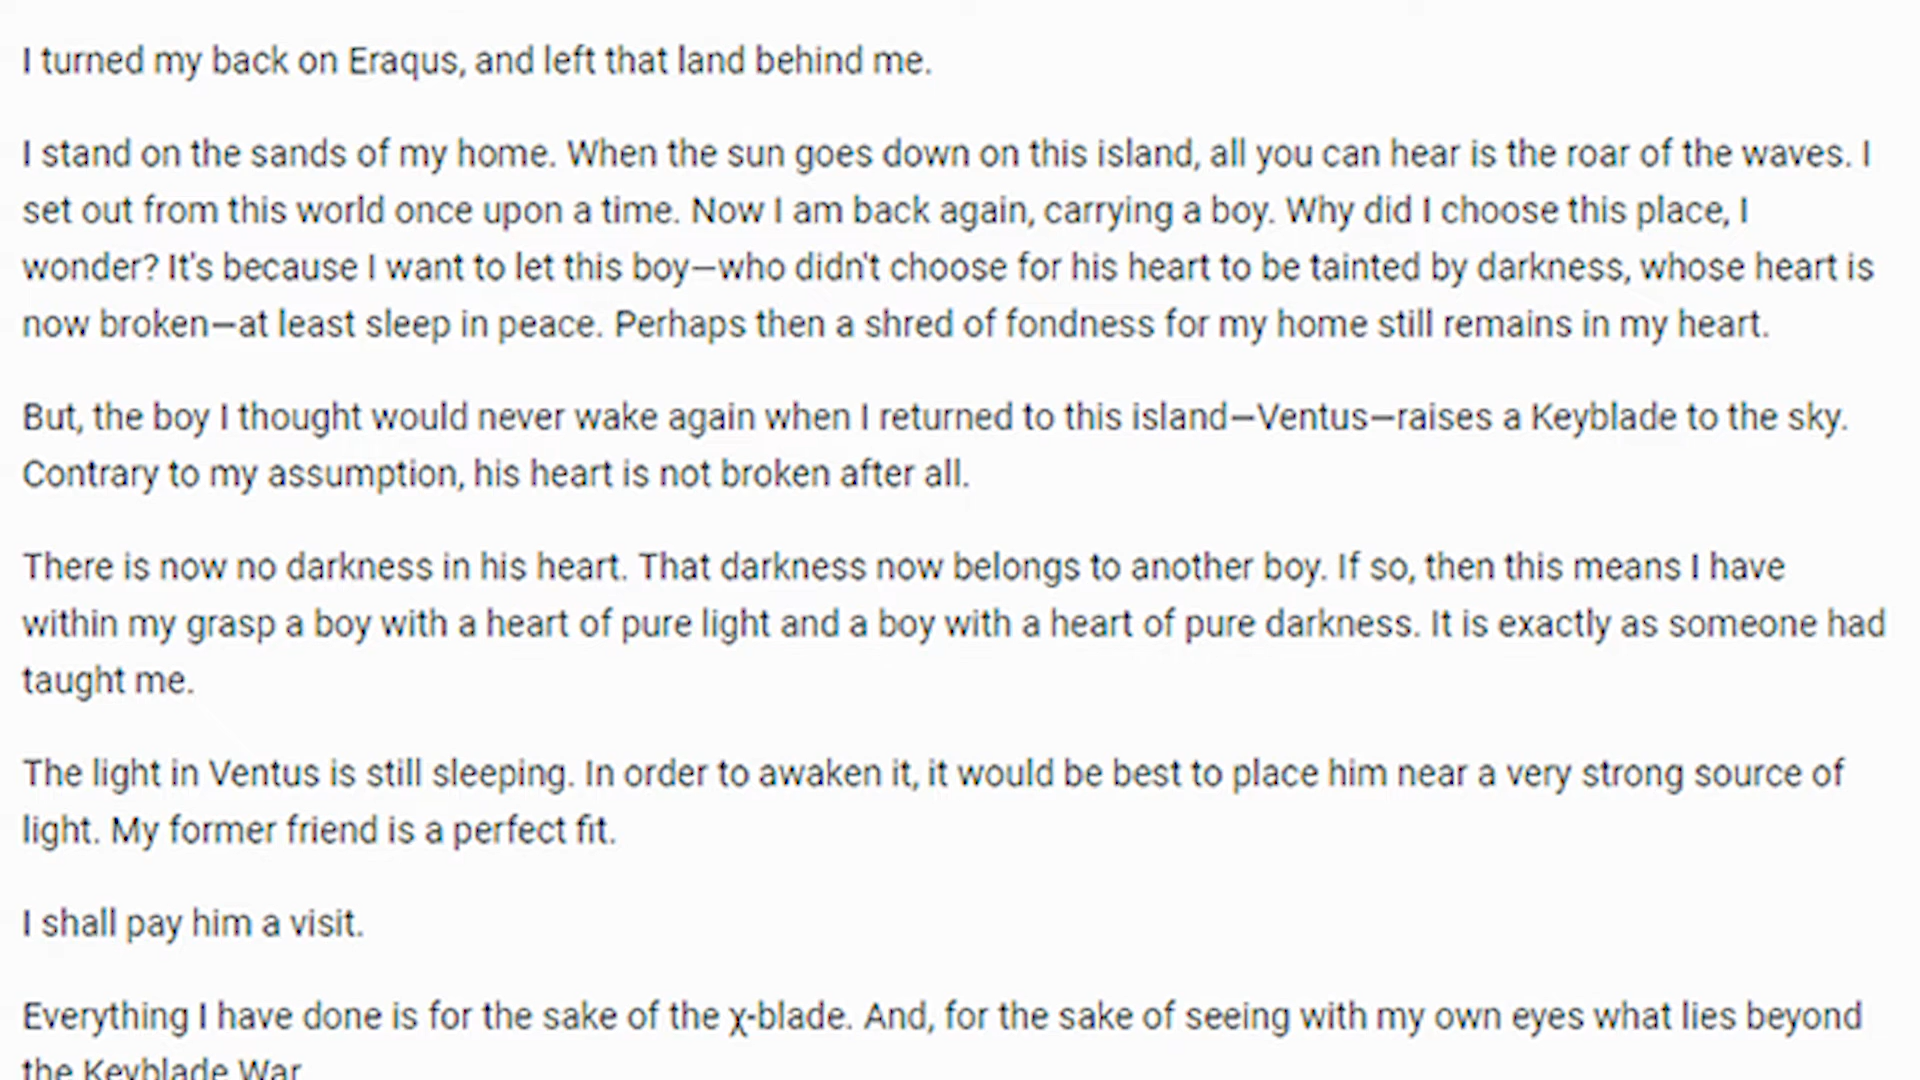 I turned my back on Eraqus, and left that land behind me.
I stand on the sands of my home. When the sun goes down on this island, all you can hear is the roar of the waves. I
set out from this world once upon a time. Now I am back again, carrying a boy. Why did I choose this place, I
wonder? It's because I want to let this boy—who didn't choose for his heart to be tainted by darkness, whose heart is
now broken—at least sleep in peace. Perhaps then a shred of fondness for my home still remains in my heart.
But, the boy I thought would never wake again when I returned to this island—Ventus—raises a Keyblade to the sky.
Contrary to my assumption, his heart is not broken after all.
There is now no darkness in his heart. That darkness now belongs to another boy. If so, then this means I have
within my grasp a boy with a heart of pure light and a boy with a heart of pure darkness. It is exactly as someone had
taught me.
The light in Ventus is still sleeping. In order to awaken it, it would be best to place him near a very strong source of
light. My former friend is a perfect fit.
I shall pay him a visit.
Everything I have done is for the sake of the χ-blade. And, for the sake of seeing with my own eyes what lies beyond
the Keyblade War